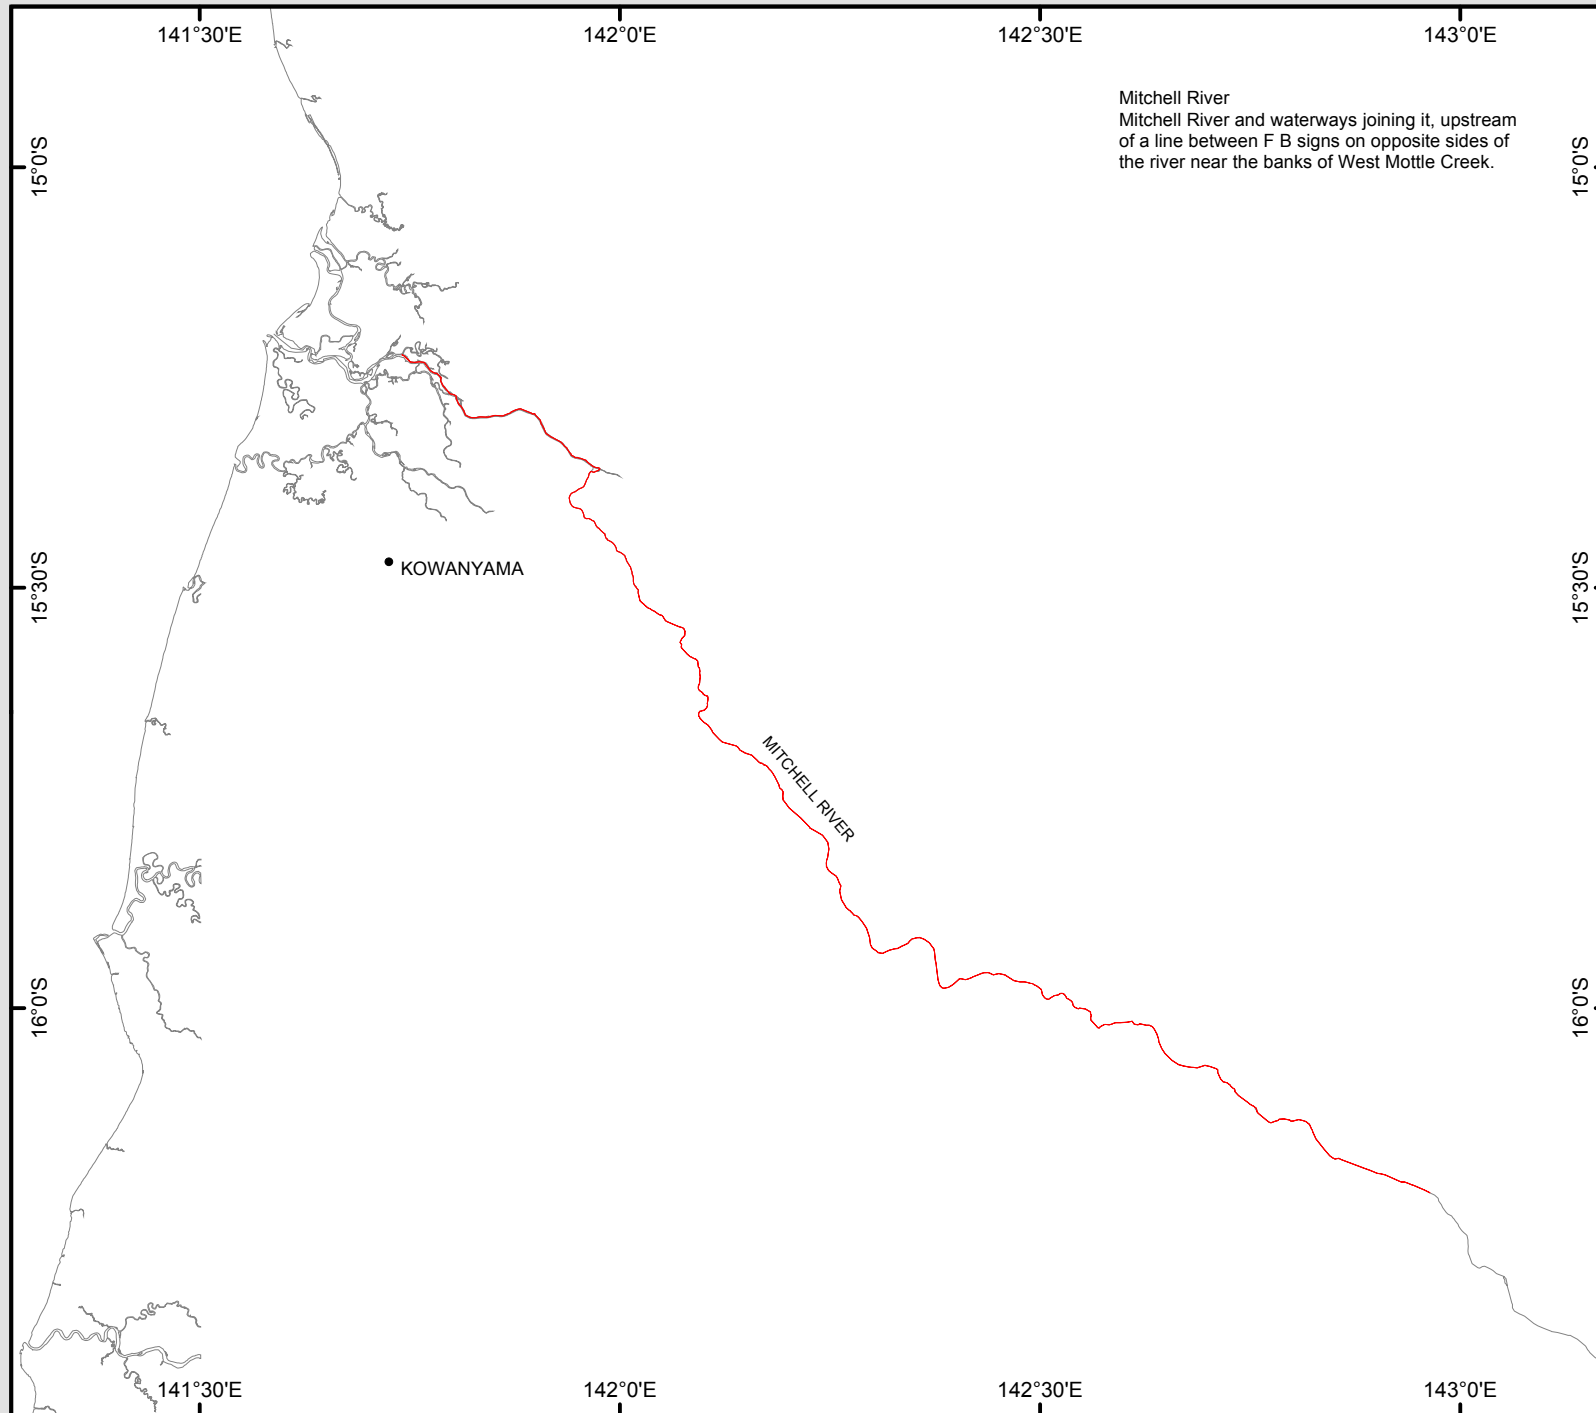 141°30'E
142°0'E
142°30'E
143°0'E
Mitchell River
Mitchell River and waterways joining it, upstream
of a line between F B signs on opposite sides of
the river near the banks of West Mottle Creek.
15°0'S
15°0'S
15°30'S
15°30'S
KOWANYAMA
MITCHELL RIVER
16°0'S
16°0'S
141°30'E
142°0'E
142°30'E
143°0'E